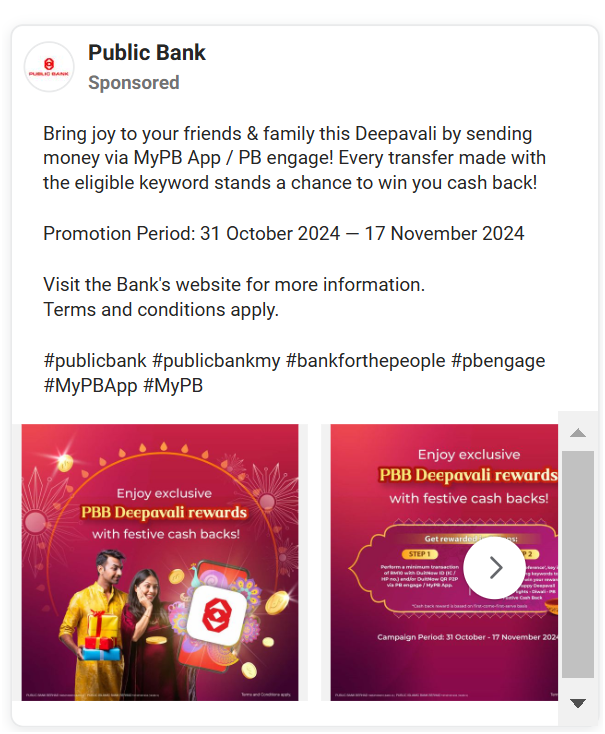 Public Bank
Sponsored
PUBLIC BANK
Bring joy to your friends & family this Deepavali by sending
money via MyPB App / PB engage! Every transfer made with
the eligible keyword stands a chance to win you cash back!
Promotion Period: 31 October 2024 — 17 November 2024
Visit the Bank's website for more information.
Terms and conditions apply.
#publicbank #publicbankmy #bankforthepeople #pbengage
#MyPBApp #MyPB
Enjoy exclusive
PBB Deepavali rewards
with festive cash backs!
Terms and Conditions apply.
Enjoy exclusive
PBB Deepavali rewards
with festive cash backs!
Get rewarded
STEP 1
Perform a minimum transaction
of RM10 with DuitNow ID (IC /
HP no.) and/or DuitNow QR P2P
via PB engage / MyPB App.
P 2
*Cash back reward is based on first-come-first-serve basis
Campaign Period: 31 October - 17 November 2024